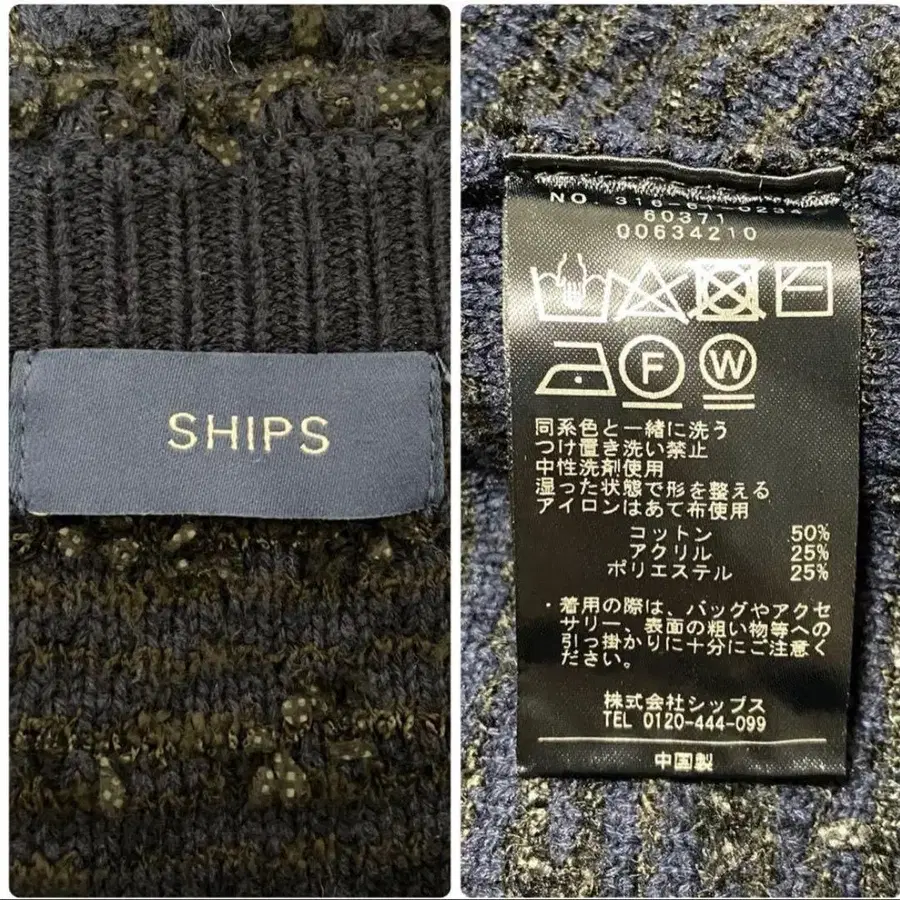 SHIPS
NO. 316-
60371
00634210
F
W
同系色と一緒に洗う
つけ置き洗い禁止
中性洗剤使用
湿った状態で形を整える
アイロンはあて布使用
コットン 50%
アクリル 25%
ポリエステル 25%
・着用の際は、バッグやアクセ
サリー、表面の粗い物等への
引っ掛かりに十分にご注意く
ださい。
株式会社シップス
TEL 0120-444-099
中国製